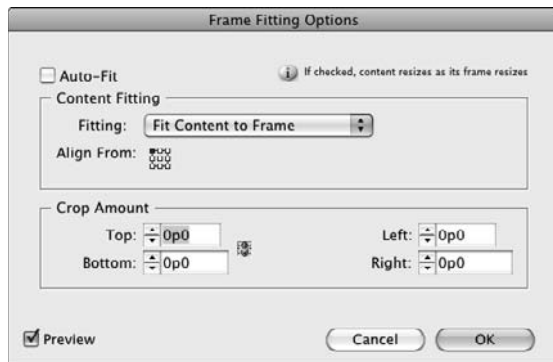 Frame Fitting Options
Auto-Fit
If checked, content resizes as its frame resizes
Content Fitting
Fitting: Fit Content to Frame
Align From:
Crop Amount
Top: 0p0
Left: 0p0
Bottom: 0p0
Right: 0p0
Preview
Cancel
OK